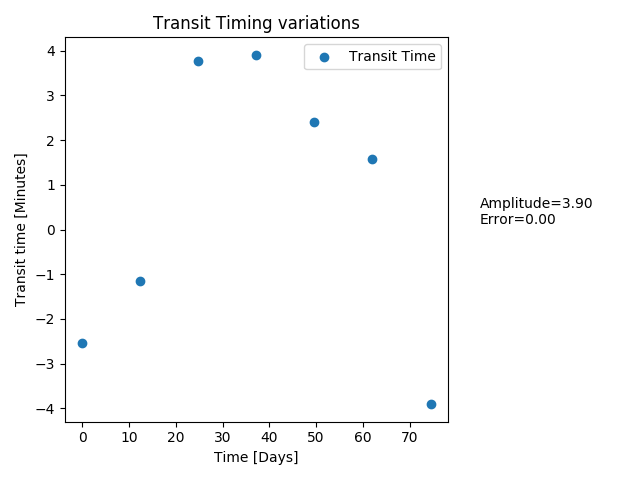 Transit Timing variations
Transit Time
Transit time [Minutes]
4
3
2
1
0
−1
−2
−3
−4
0 10 20 30 40 50 60 70
Time [Days]
Amplitude=3.90
Error=0.00